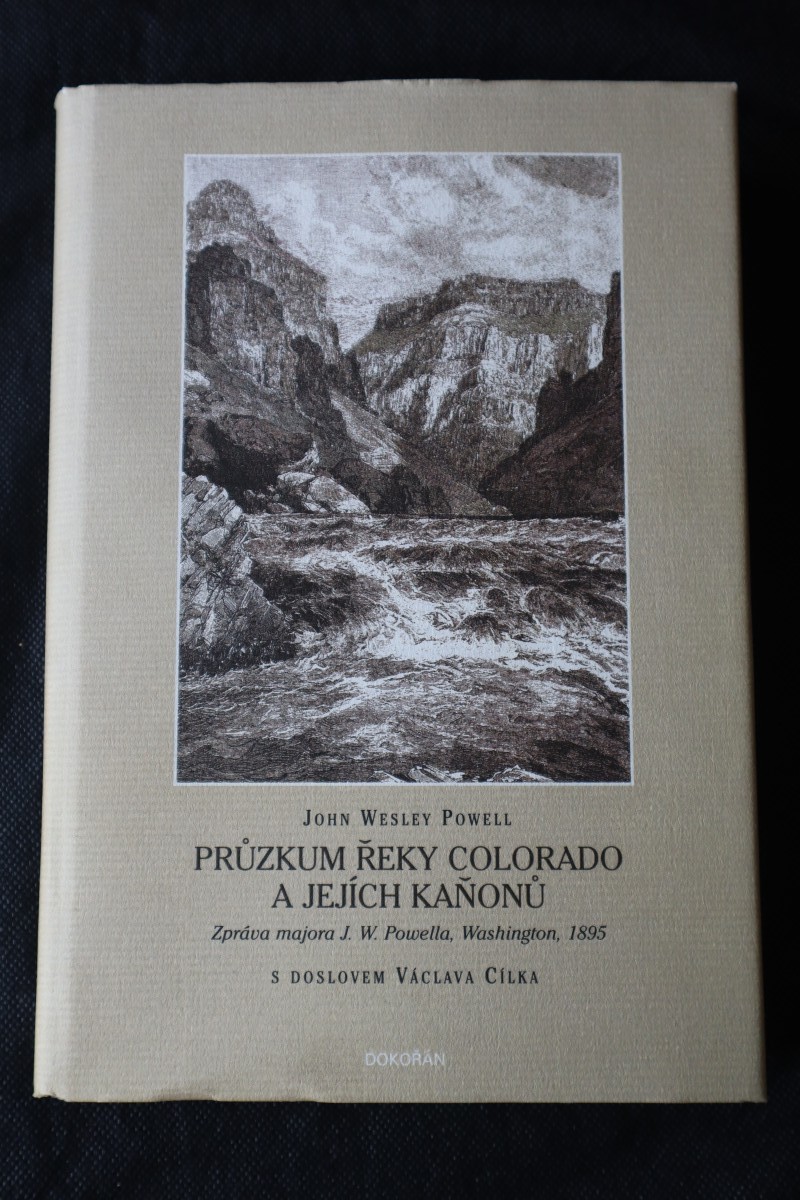 John Wesley Powell
PRŮZKUM ŘEKY COLORADO
A JEJÍCH KAŇONŮ
Zpráva majora J. W. Powella, Washington, 1895
s doslovem Václava Cílka
DOKOŘÁN